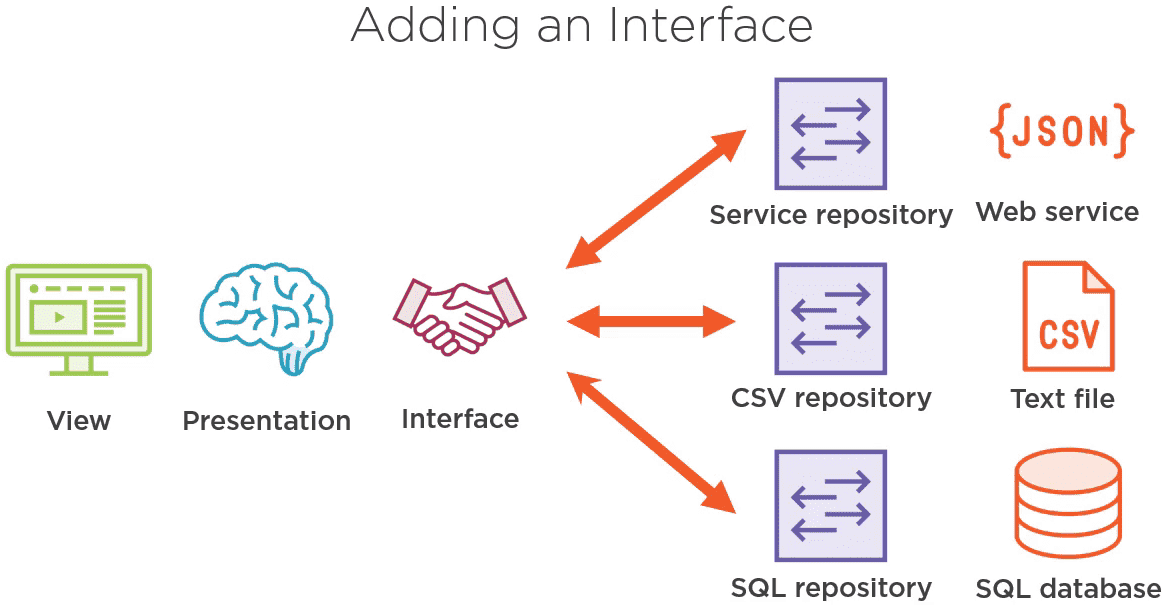 Adding an Interface
{JSON}
Service repository
Web service
CSV
View
Presentation
Interface
CSV repository
Text file
SQL repository
SQL database